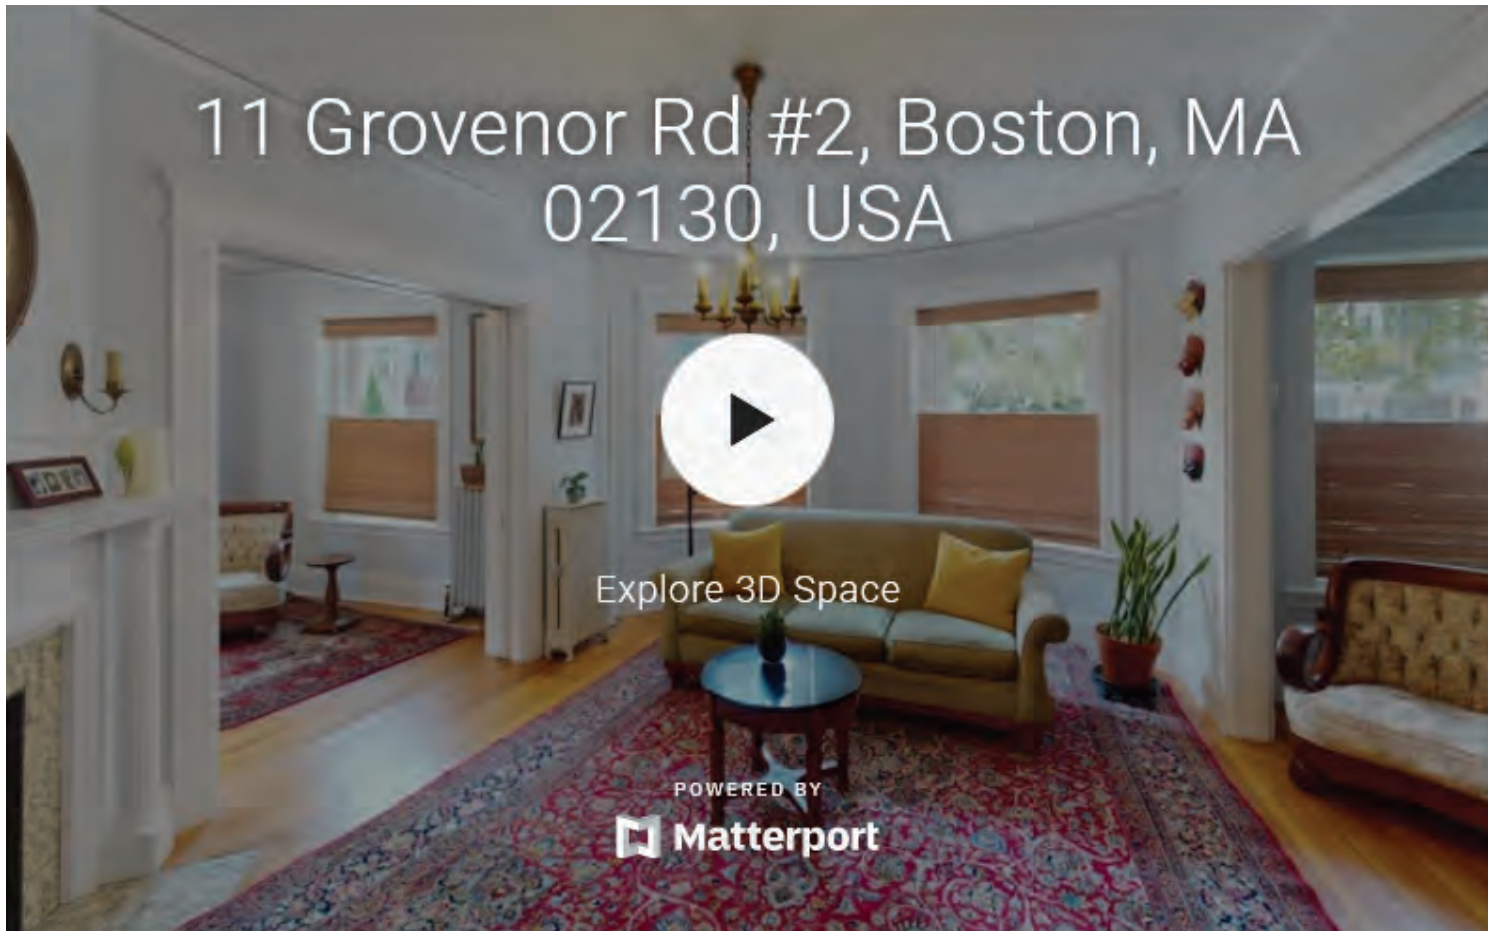 11 Grovenor Rd #2, Boston, MA
02130, USA
Explore 3D Space
POWERED BY
Matterport